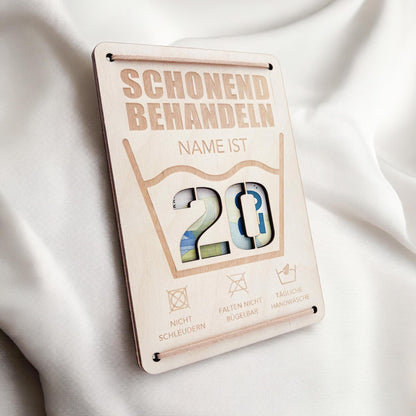 SCHONEND
BEHANDELN
NAME IST
20
NICHT
SCHLEUDERN
FALTEN NICHT
BÜGELBAR
TÄGLICHE
HANDWÄSCHE